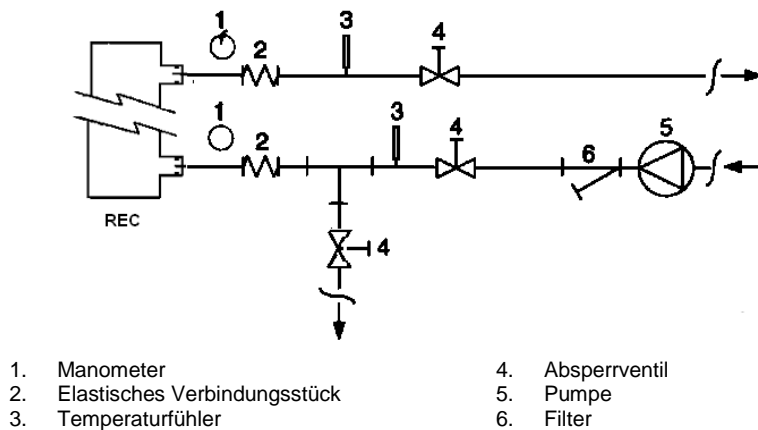 1 2 3 4
1 2 3 4 6 5
REC
4
1. Manometer
2. Elastisches Verbindungsstück
3. Temperaturfühler
4. Absperrventil
5. Pumpe
6. Filter